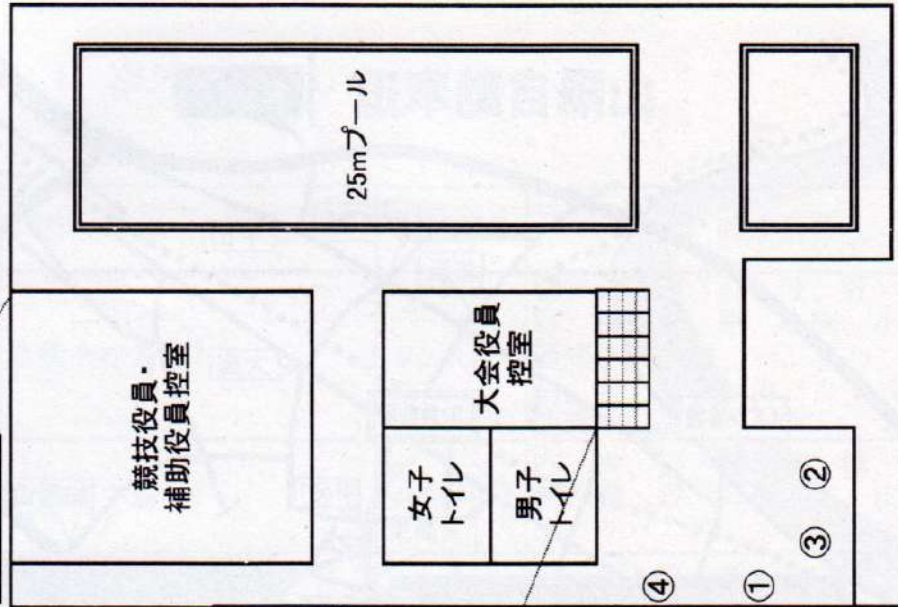 25mプール
競技役員・
補助役員控室
大会役員
控室
女子
トイレ
男子
トイレ
④
①
③
②